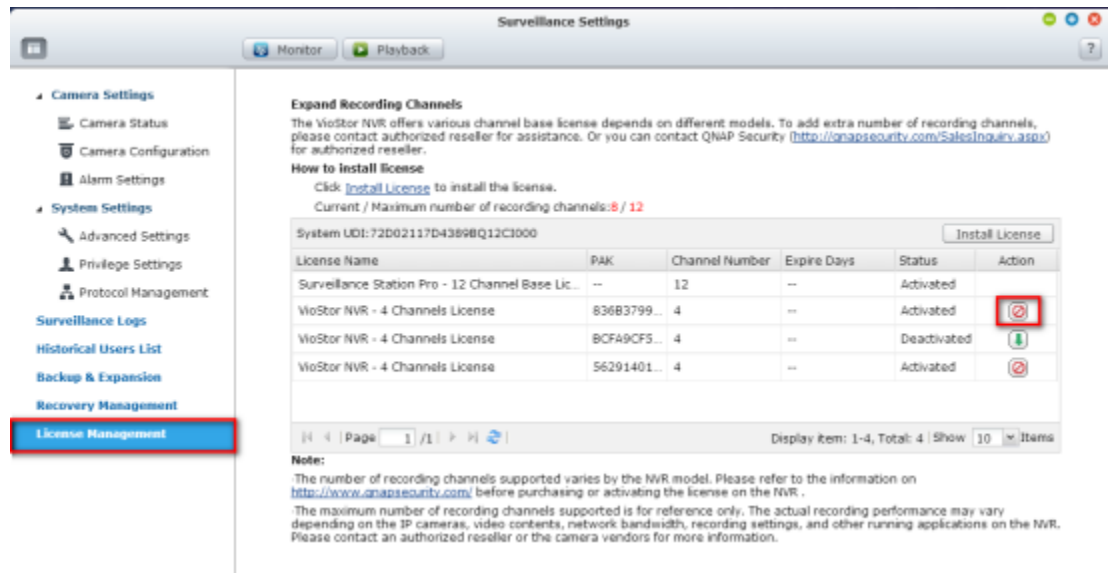 Surveillance Settings
Monitor
Playback
?
Camera Settings
Camera Status
Camera Configuration
Alarm Settings
System Settings
Advanced Settings
Privilege Settings
Protocol Management
Surveillance Logs
Historical Users List
Backup & Expansion
Recovery Management
License Management
Expand Recording Channels
The VioStor NVR offers various channel base license depends on different models. To add extra number of recording channels,
please contact authorized reseller for assistance. Or you can contact QNAP Security (http://qnapsecurity.com/SalesInquiry.aspx)
for authorized reseller.
How to install license
Click Install License to install the license.
Current / Maximum number of recording channels:8 / 12
System UDI: Install License
License Name PAK Channel Number Expire Days Status Action
Surveillance Station Pro - 12 Channel Base Lic... -- 12 -- Activated
VioStor NVR - 4 Channels License 836B3799... 4 -- Activated
VioStor NVR - 4 Channels License BCFA9CF5... 4 -- Deactivated
VioStor NVR - 4 Channels License 56291401... 4 -- Activated
Page 1 /1 Display item: 1-4, Total: 4 Show 10 Items
Note:
·The number of recording channels supported varies by the NVR model. Please refer to the information on
http://www.qnapsecurity.com/ before purchasing or activating the license on the NVR .
·The maximum number of recording channels supported is for reference only. The actual recording performance may vary
depending on the IP cameras, video contents, network bandwidth, recording settings, and other running applications on the NVR.
Please contact an authorized reseller or the camera vendors for more information.